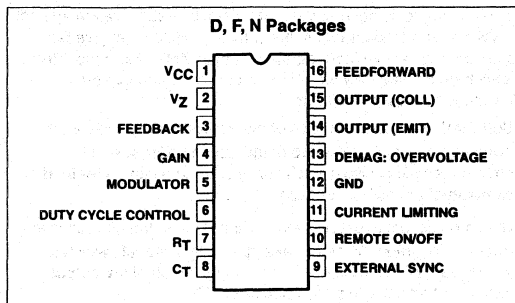 D, F, N Packages
VCC 1 16 FEEDFORWARD
VZ 2 15 OUTPUT (COLL)
FEEDBACK 3 14 OUTPUT (EMIT)
GAIN 4 13 DEMAG: OVERVOLTAGE
MODULATOR 5 12 GND
DUTY CYCLE CONTROL 6 11 CURRENT LIMITING
RT 7 10 REMOTE ON/OFF
CT 8 9 EXTERNAL SYNC